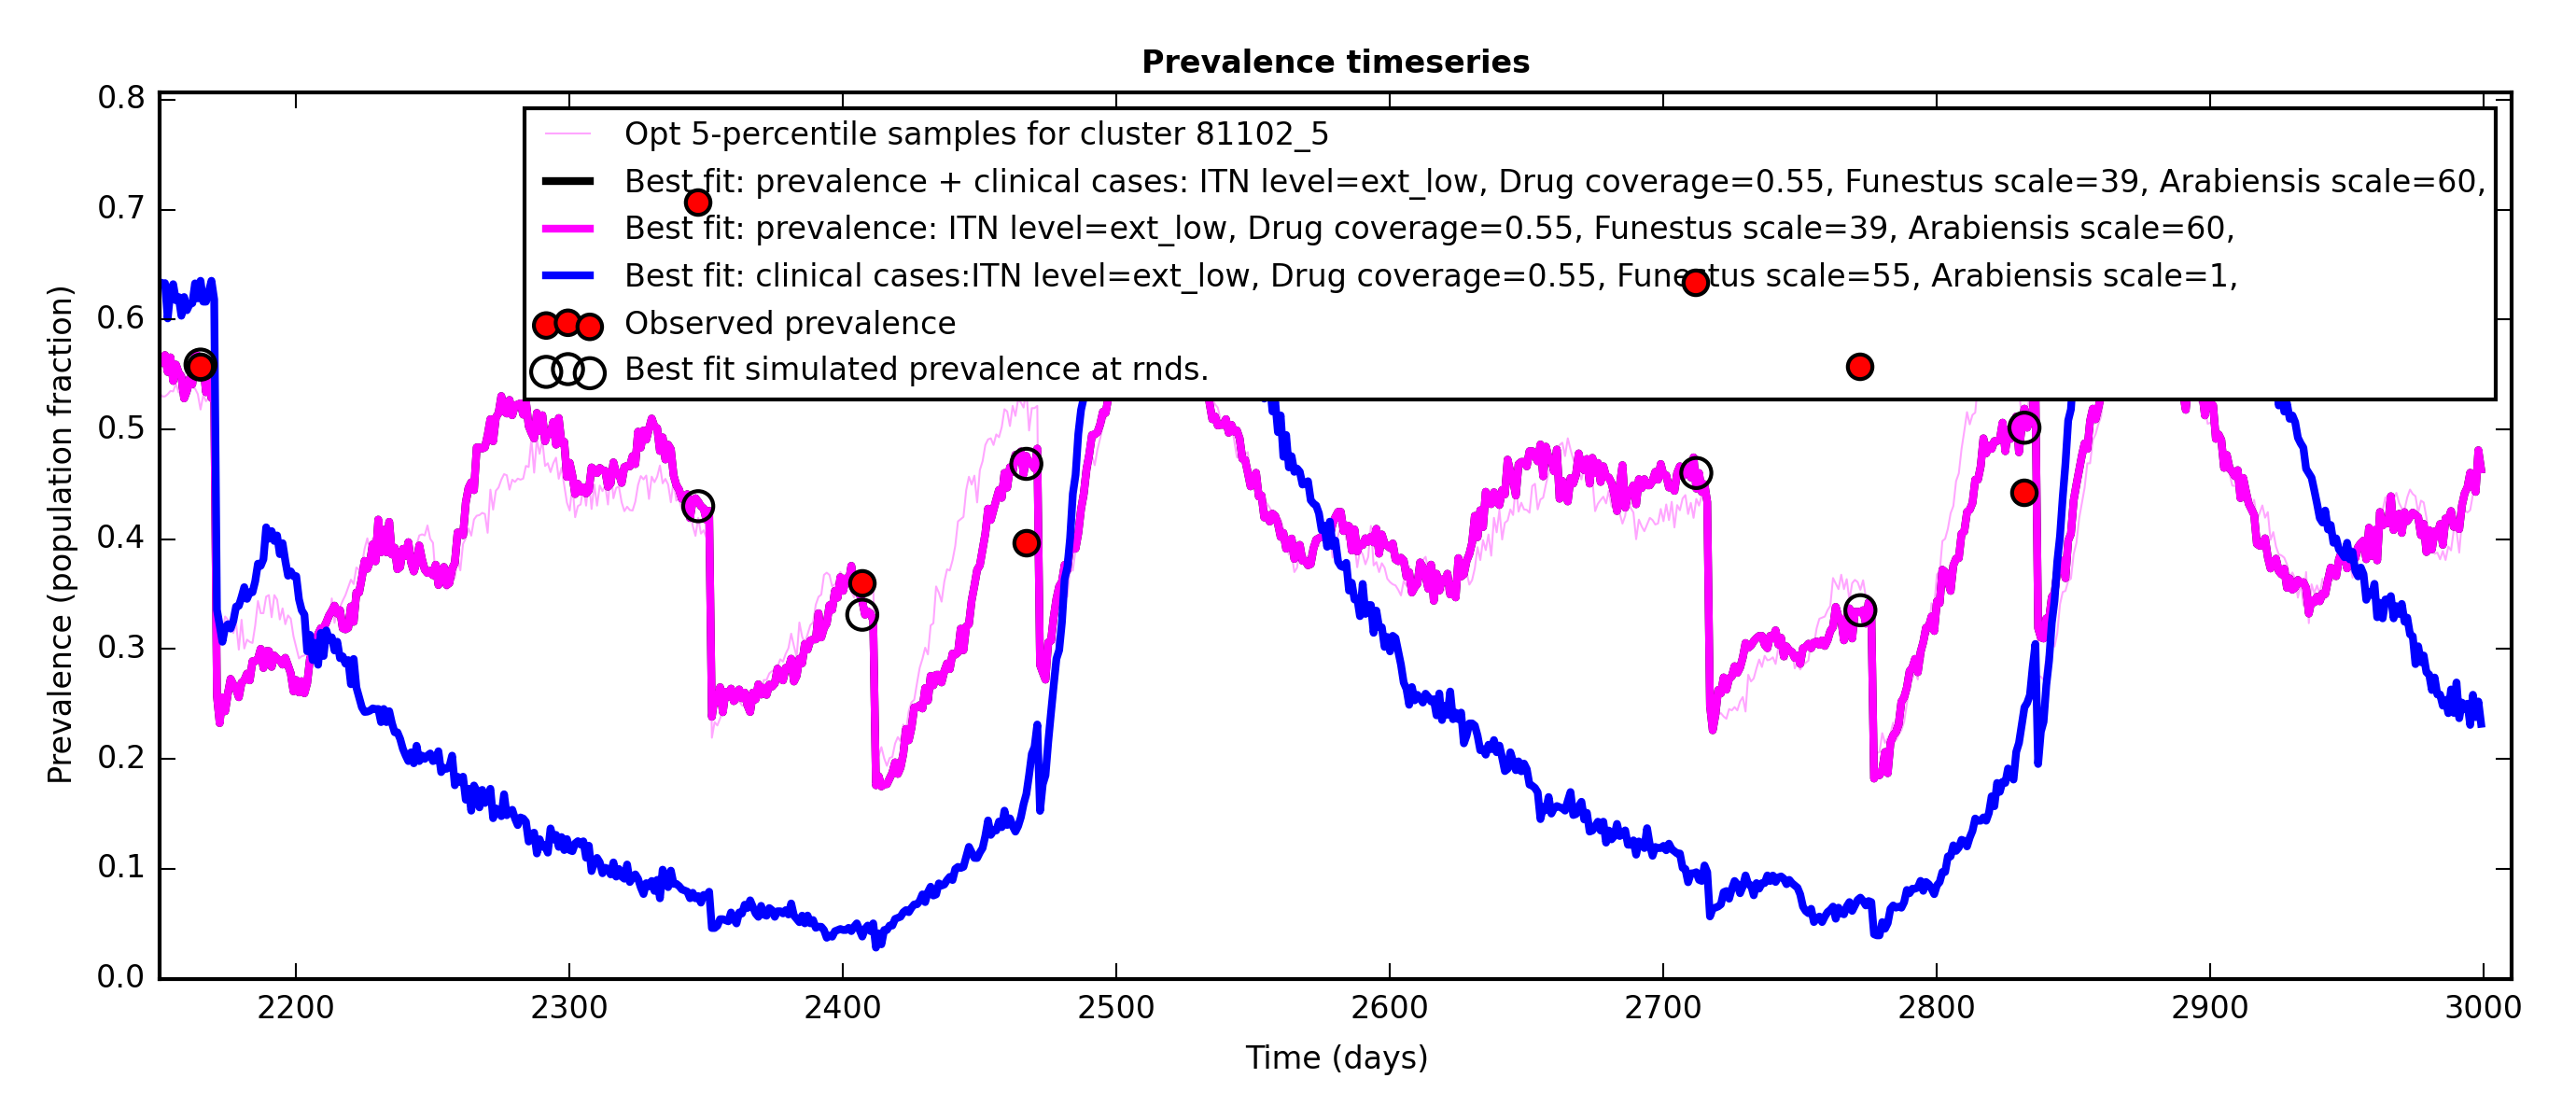 Prevalence timeseries
Opt 5-percentile samples for cluster 81102_5
Best fit: prevalence + clinical cases: ITN level=ext_low, Drug coverage=0.55, Funestus scale=39, Arabiensis scale=60,
Best fit: prevalence: ITN level=ext_low, Drug coverage=0.55, Funestus scale=39, Arabiensis scale=60,
Best fit: clinical cases:ITN level=ext_low, Drug coverage=0.55, Funestus scale=55, Arabiensis scale=1,
Observed prevalence
Best fit simulated prevalence at rnds.
Prevalence (population fraction)
0.8
0.7
0.6
0.5
0.4
0.3
0.2
0.1
0.0
2200 2300 2400 2500 2600 2700 2800 2900 3000
Time (days)